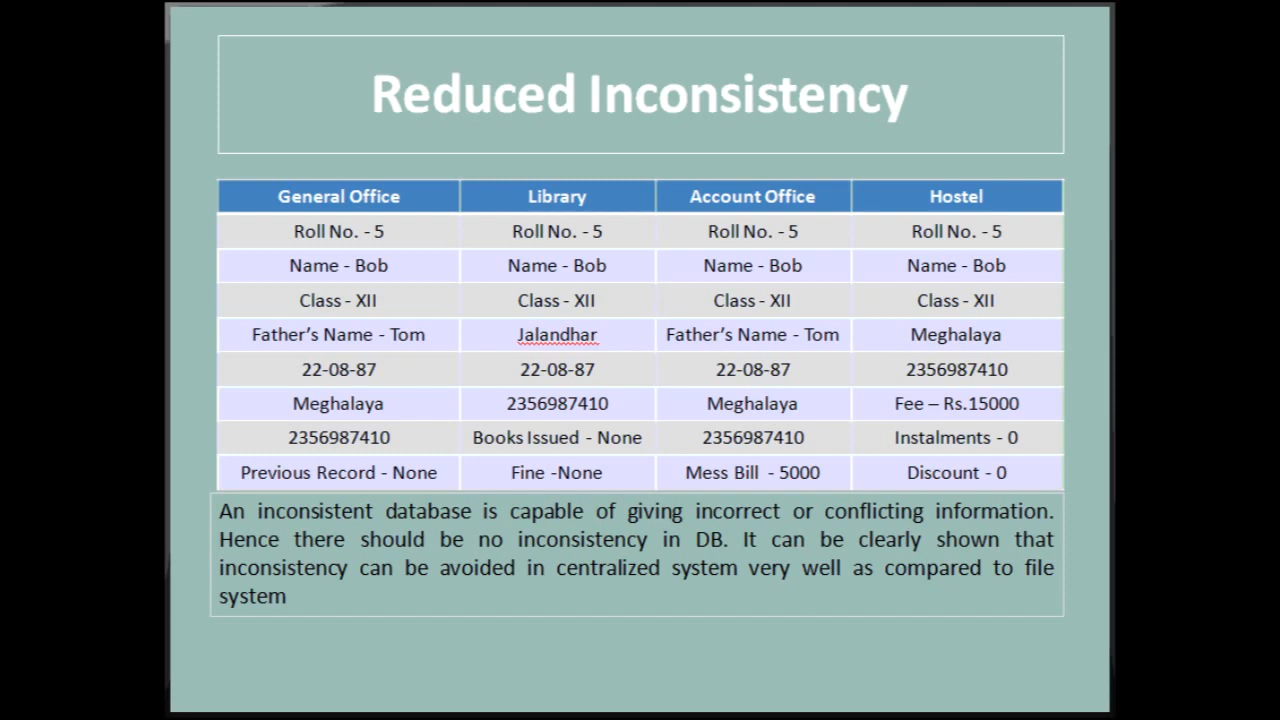 Reduced Inconsistency
General Office Library Account Office Hostel
Roll No. - 5 Roll No. - 5 Roll No. - 5 Roll No. - 5
Name - Bob Name - Bob Name - Bob Name - Bob
Class - XII Class - XII Class - XII Class - XII
Father’s Name - Tom Jalandhar Father’s Name - Tom Meghalaya
22-08-87 22-08-87 22-08-87 2356987410
Meghalaya 2356987410 Meghalaya Fee – Rs.15000
2356987410 Books Issued - None 2356987410 Instalments - 0
Previous Record - None Fine -None Mess Bill - 5000 Discount - 0
An inconsistent database is capable of giving incorrect or conflicting information.
Hence there should be no inconsistency in DB. It can be clearly shown that
inconsistency can be avoided in centralized system very well as compared to file
system